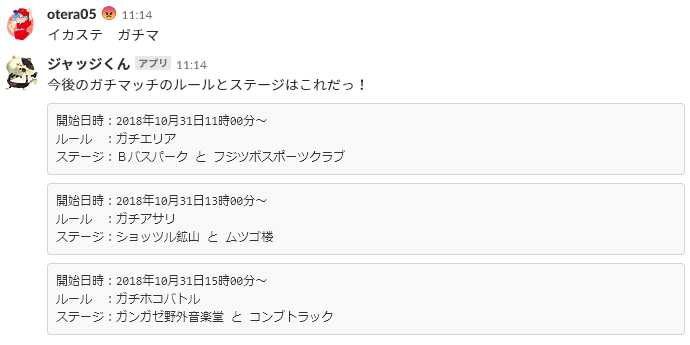 otera05 11:14
イカステ　ガチマ
ジャッジくん アプリ 11:14
今後のガチマッチのルールとステージはこれだっ！
開始日時：2018年10月31日11時00分～
ルール　：ガチエリア
ステージ：Ｂバスパーク と フジツボスポーツクラブ
開始日時：2018年10月31日13時00分～
ルール　：ガチアサリ
ステージ：ショッツル鉱山 と ムツゴ楼
開始日時：2018年10月31日15時00分～
ルール　：ガチホコバトル
ステージ：ガンガゼ野外音楽堂 と コンブトラック